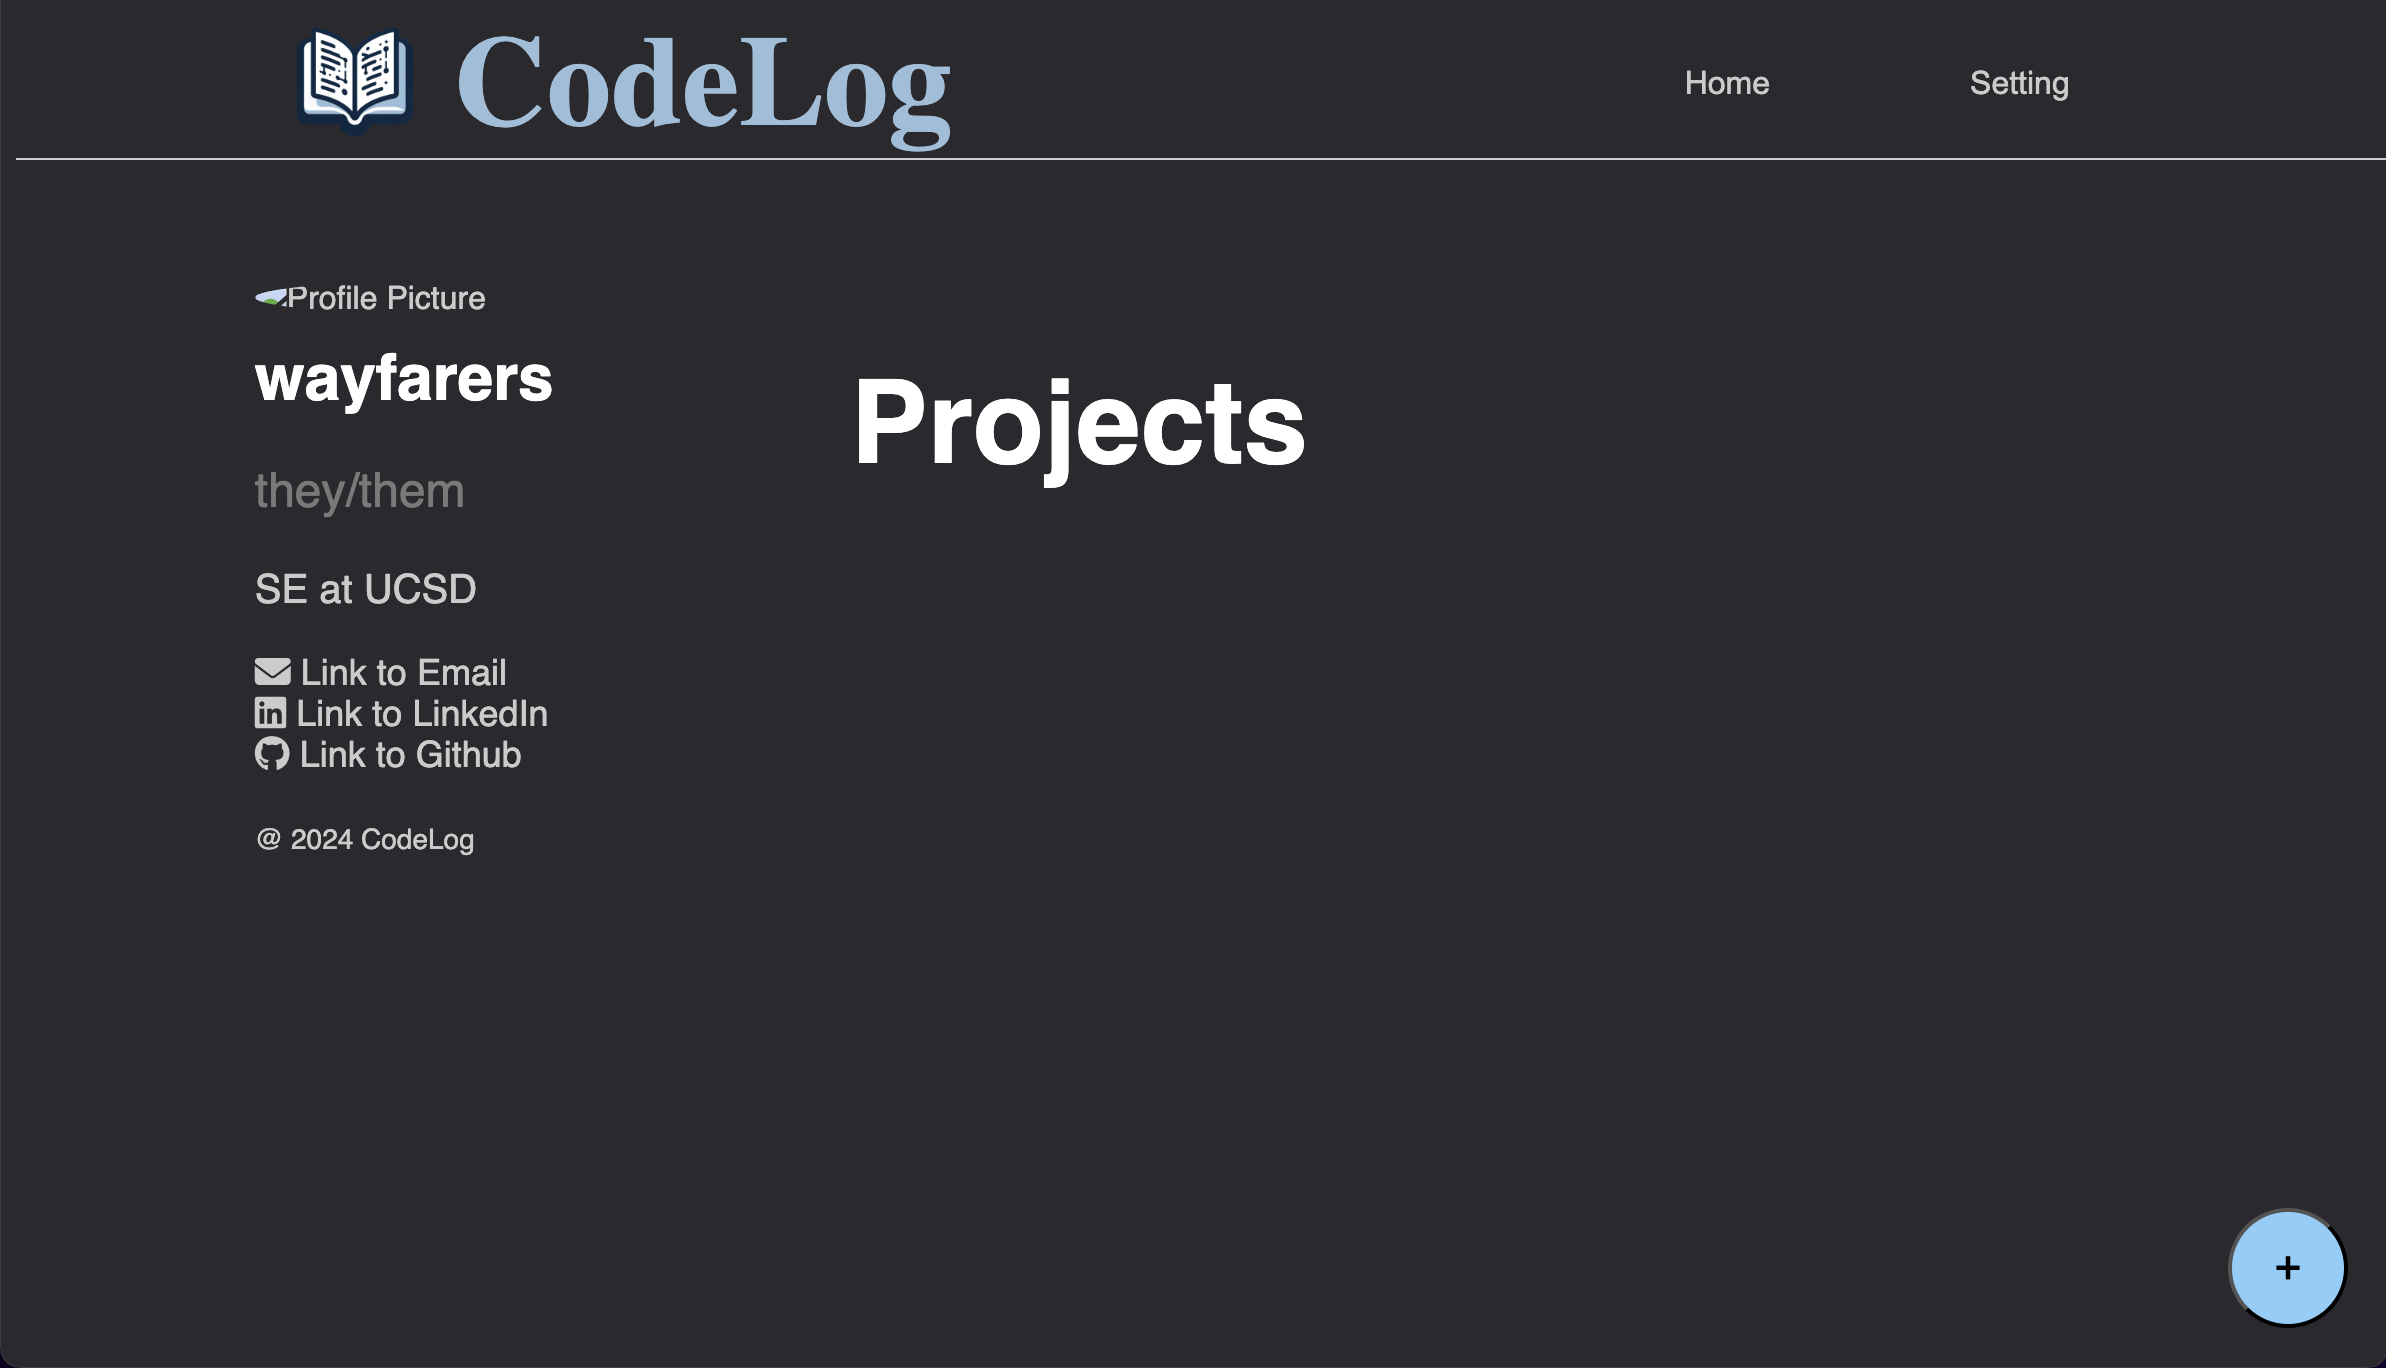 CodeLog
Home
Setting
Profile Picture
wayfarers
they/them
SE at UCSD
Link to Email
Link to LinkedIn
Link to Github
@ 2024 CodeLog
Projects
+